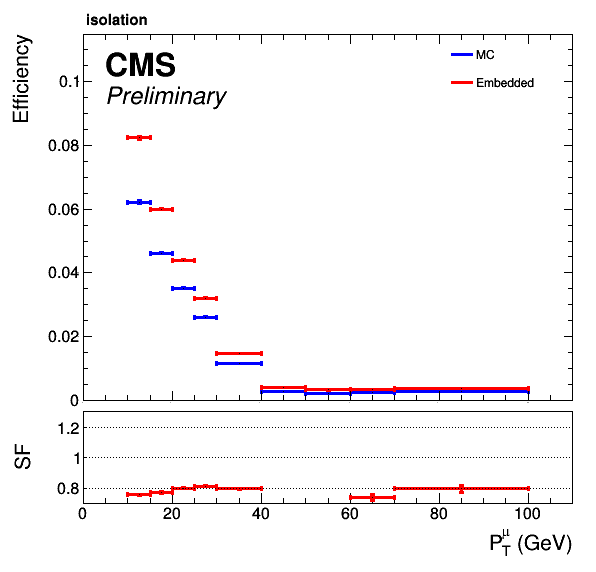 isolation
Efficiency
CMS
Preliminary
MC
Embedded
0.1
0.08
0.06
0.04
0.02
0
SF
1.2
1
0.8
0 20 40 60 80 100
P_T^μ (GeV)